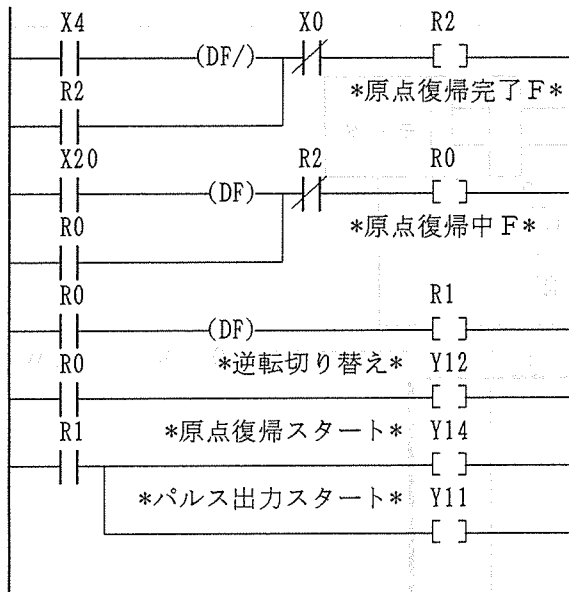 X4 X0 R2
(DF/)
R2 *原点復帰完了F*
X20 R2 R0
(DF)
R0 *原点復帰中F*
R0 R1
(DF)
R0 *逆転切り替え* Y12
R1 *原点復帰スタート* Y14
*パルス出力スタート* Y11